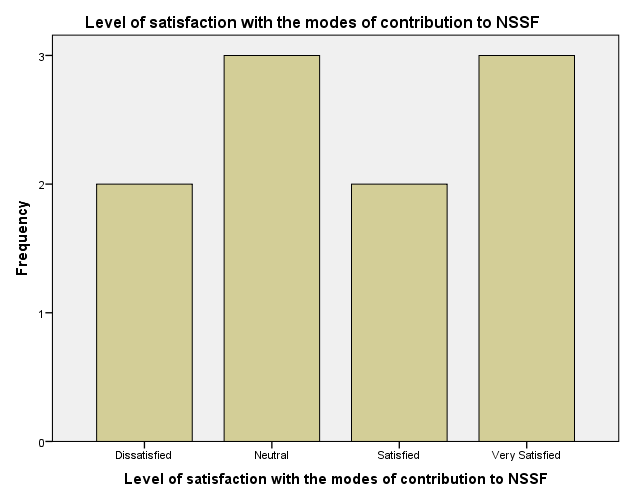 Level of satisfaction with the modes of contribution to NSSF
Frequency
3
2
1
0
Dissatisfied Neutral Satisfied Very Satisfied
Level of satisfaction with the modes of contribution to NSSF